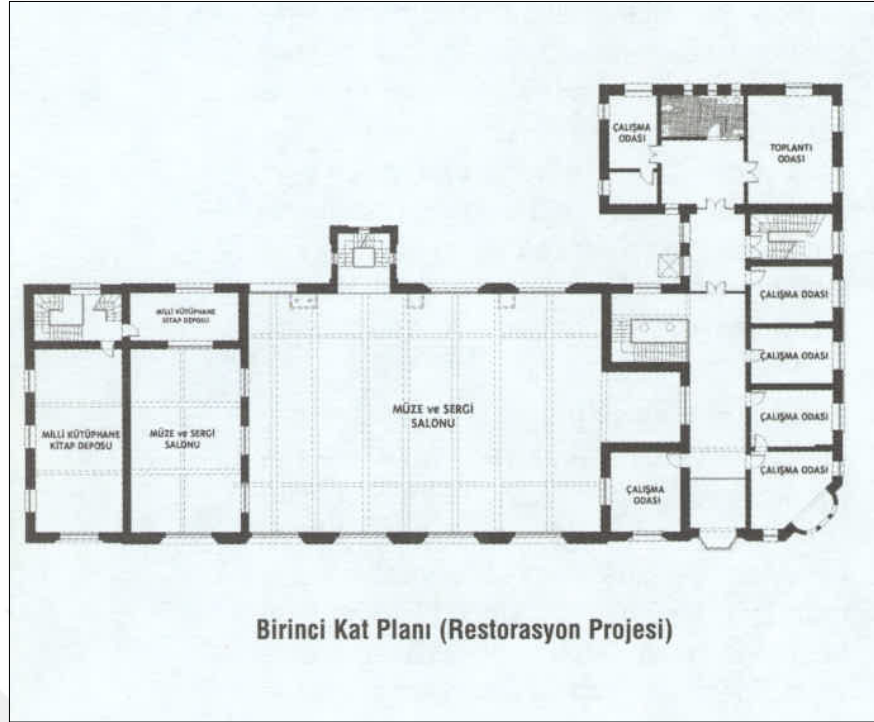 ÇALIŞMA
ODASI
TOPLANTI
ODASI
ÇALIŞMA ODASI
MİLLİ KÜTÜPHANE
KİTAP DEPOSU
ÇALIŞMA ODASI
MİLLİ KÜTÜPHANE
KİTAP DEPOSU
MÜZE ve SERGİ
SALONU
MÜZE ve SERGİ
SALONU
ÇALIŞMA ODASI
ÇALIŞMA
ODASI
ÇALIŞMA ODASI
Birinci Kat Planı (Restorasyon Projesi)